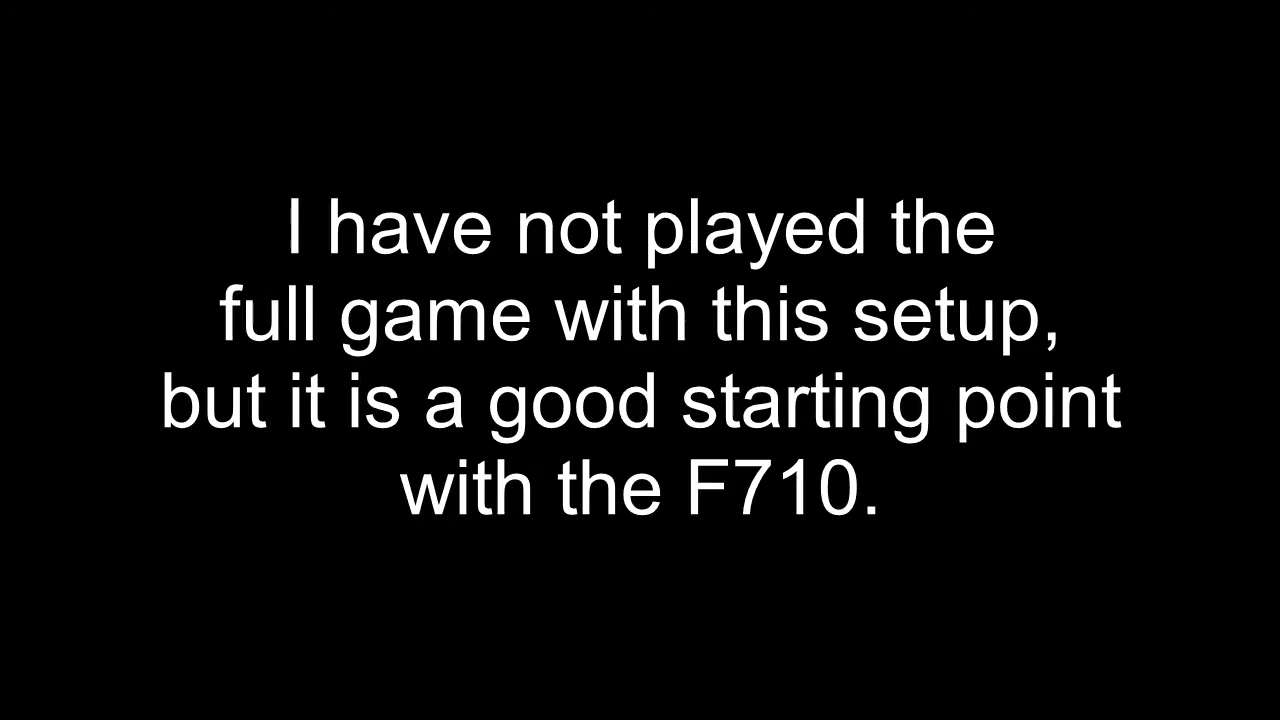 I have not played the
full game with this setup,
but it is a good starting point
with the F710.